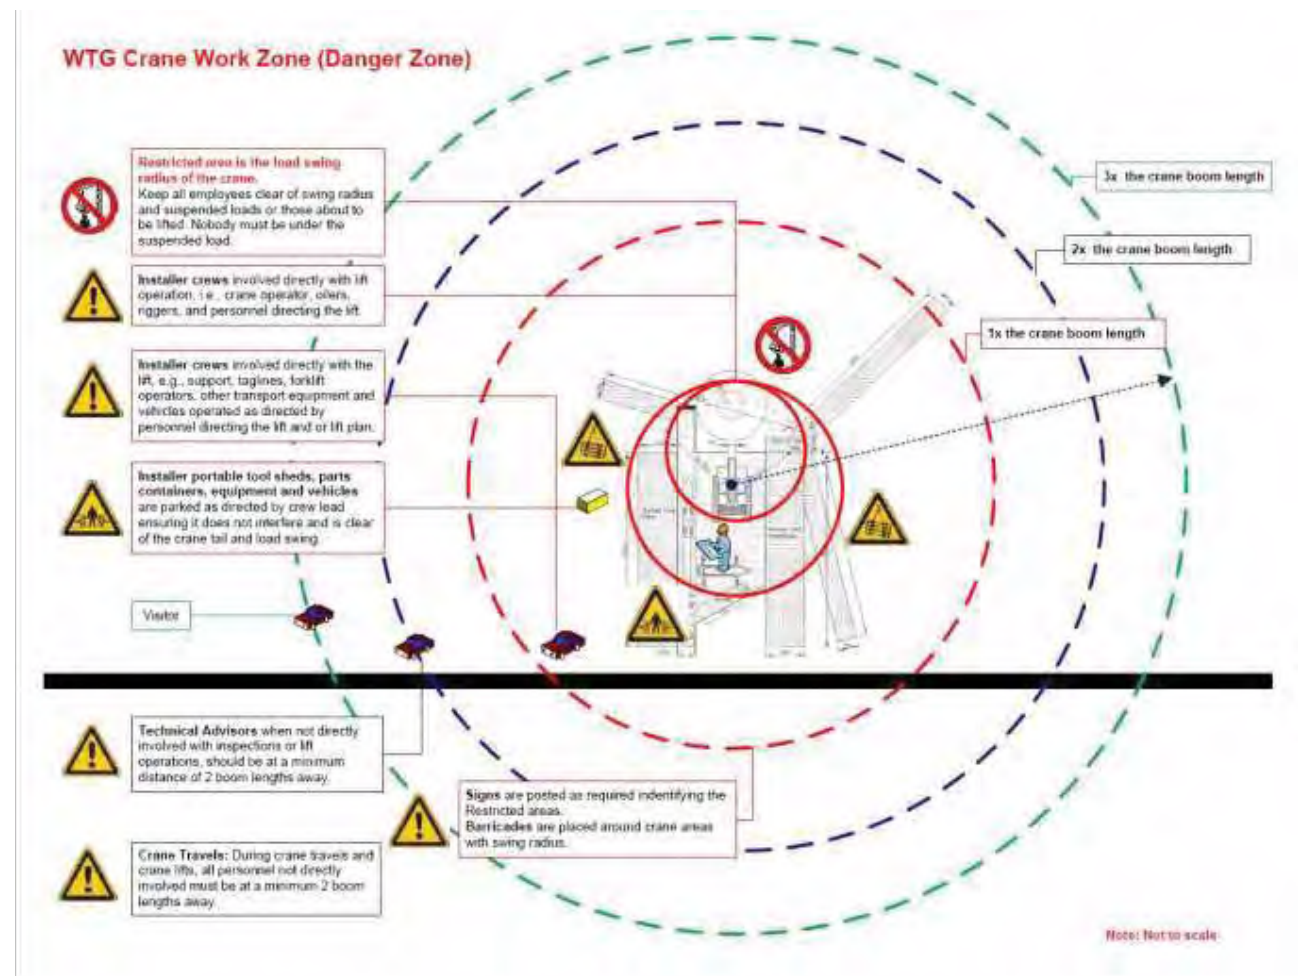 WTG Crane Work Zone (Danger Zone)
Restricted area is the load swing
radius of the crane.
Keep all employees clear of swing radius
and suspended loads or those about to
be lifted. Nobody must be under the
suspended load.
3x the crane boom length
2x the crane boom length
Installer crews involved directly with lift
operation, i.e., crane operator, oilers,
riggers, and personnel directing the lift.
1x the crane boom length
Installer crews involved directly with the
lift, e.g., support, taglines, forklift
operators, other transport equipment and
vehicles operated as directed by
personnel directing the lift and or lift plan.
Installer portable tool sheds, parts
containers, equipment and vehicles
are parked as directed by crew lead
ensuring it does not interfere and is clear
of the crane tail and load swing.
Visitor
Technical Advisors when not directly
involved with inspections or lift
operations, should be at a minimum
distance of 2 boom lengths away.
Signs are posted as required indentifying the
Restricted areas.
Barricades are placed around crane areas
with swing radius.
Crane Travels: During crane travels and
crane lifts, all personnel not directly
involved must be at a minimum 2 boom
lengths away.
Note: Not to scale